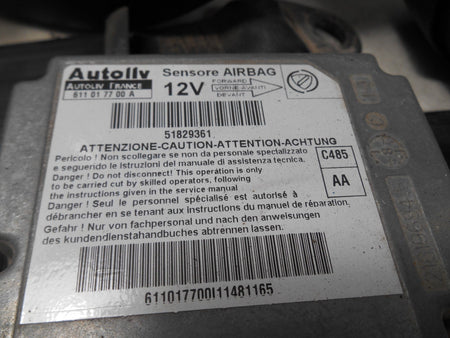 Autoliv
AUTOLIV FRANCE
611 01 77 00 A
Sensore AIRBAG
12V
FORWARD
VORNE-AVANTI
DEVANT
51829361
ATTENZIONE-CAUTION-ATTENTION-ACHTUNG
Pericolo ! Non scollegare se non da personale specializzato
e seguendo le istruzioni del manuale di assistenza tecnica.
Danger ! Do not disconnect! This operation is only
to be carried cut by skilled operators, following
the instructions given in the service manual
Danger ! Seul le personnel spécialisé est autorisé à
débrancher en se tenant aux instructions du manuel de réparation.
Gefahr ! Nur von fachpersonal und nach den anweisungen
des kundendienstahandbuches abtrennen lassen.
C485
AA
611017700I11481165